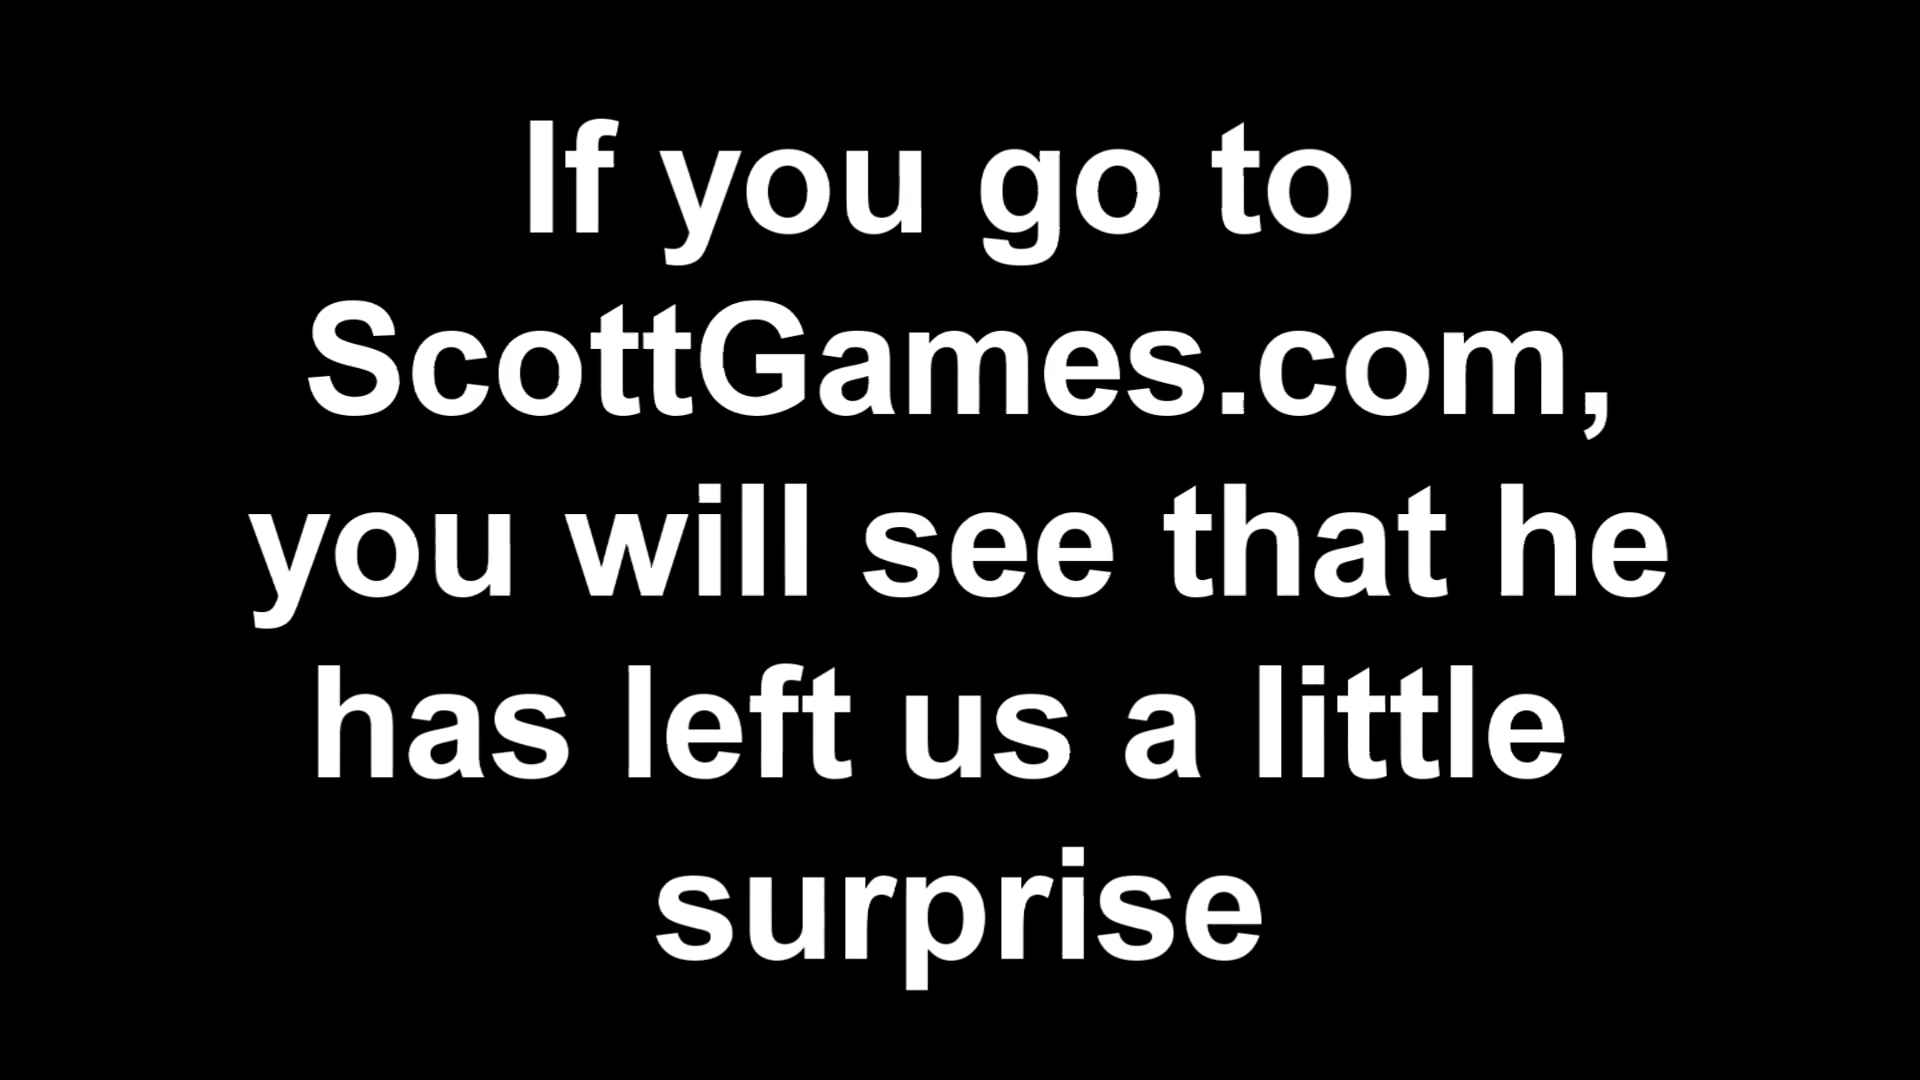 If you go to
ScottGames.com,
you will see that he
has left us a little
surprise